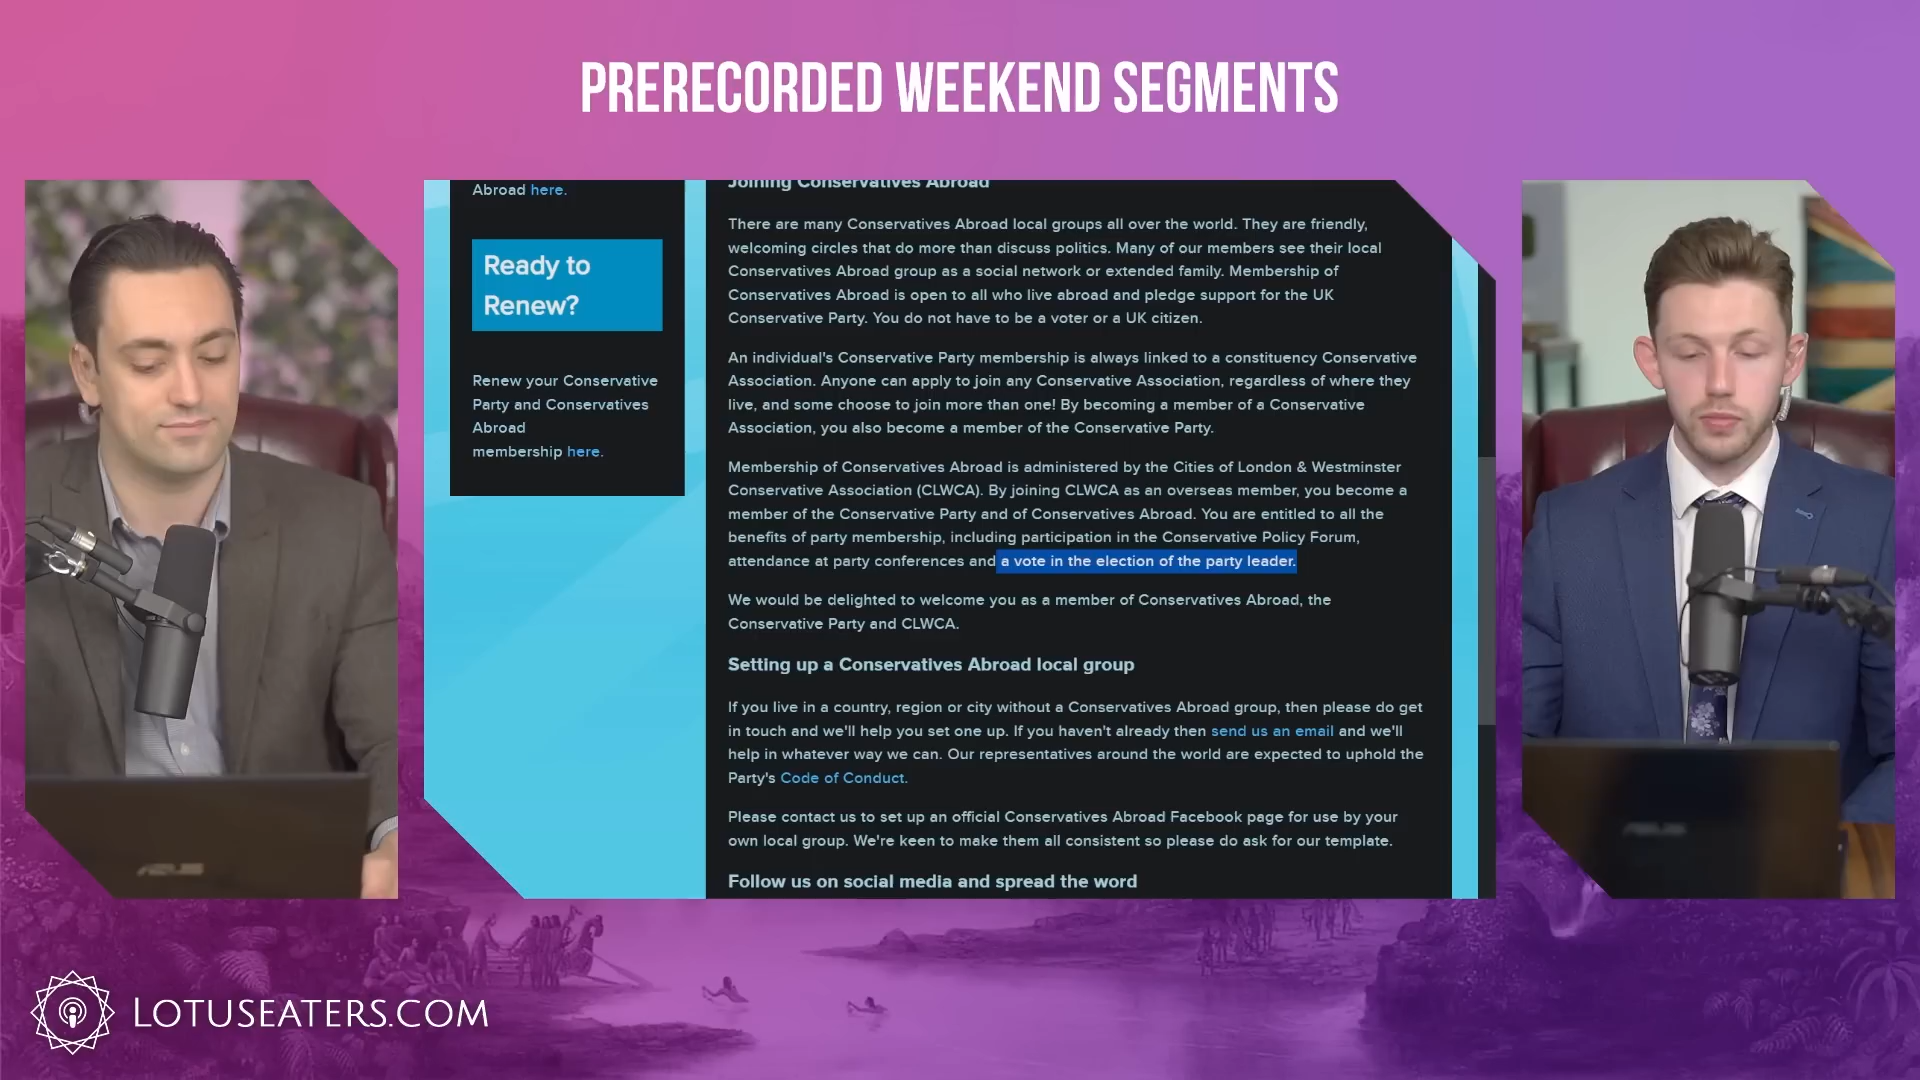 PRERECORDED WEEKEND SEGMENTS
Abroad here.
Ready to
Renew?
Renew your Conservative
Party and Conservatives
Abroad
membership here.
Joining Conservatives Abroad
There are many Conservatives Abroad local groups all over the world. They are friendly,
welcoming circles that do more than discuss politics. Many of our members see their local
Conservatives Abroad group as a social network or extended family. Membership of
Conservatives Abroad is open to all who live abroad and pledge support for the UK
Conservative Party. You do not have to be a voter or a UK citizen.
An individual's Conservative Party membership is always linked to a constituency Conservative
Association. Anyone can apply to join any Conservative Association, regardless of where they
live, and some choose to join more than one! By becoming a member of a Conservative
Association, you also become a member of the Conservative Party.
Membership of Conservatives Abroad is administered by the Cities of London & Westminster
Conservative Association (CLWCA). By joining CLWCA as an overseas member, you become a
member of the Conservative Party and of Conservatives Abroad. You are entitled to all the
benefits of party membership, including participation in the Conservative Policy Forum,
attendance at party conferences and a vote in the election of the party leader.
We would be delighted to welcome you as a member of Conservatives Abroad, the
Conservative Party and CLWCA.
Setting up a Conservatives Abroad local group
If you live in a country, region or city without a Conservatives Abroad group, then please do get
in touch and we'll help you set one up. If you haven't already then send us an email and we'll
help in whatever way we can. Our representatives around the world are expected to uphold the
Party's Code of Conduct.
Please contact us to set up an official Conservatives Abroad Facebook page for use by your
own local group. We're keen to make them all consistent so please do ask for our template.
Follow us on social media and spread the word
ASUS
ASUS
LOTUSEATERS.COM